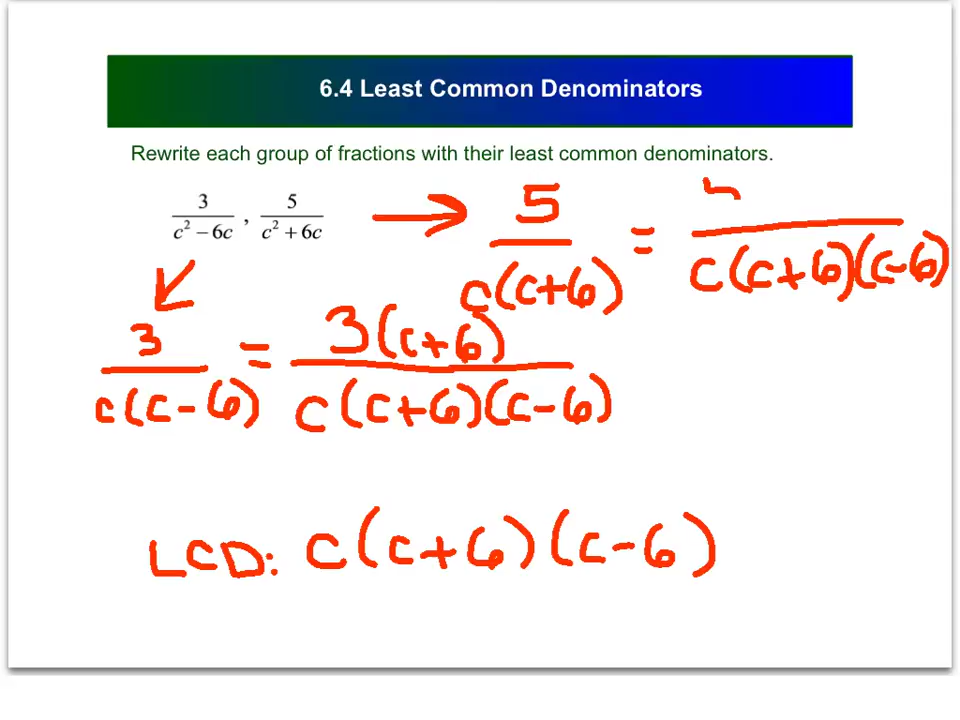 6.4 Least Common Denominators
Rewrite each group of fractions with their least common denominators.
3/(c² − 6c) , 5/(c² + 6c) → 5/c(c+6) = /c(c+6)(c-6)
3/c(c-6) = 3(c+6)/c(c+6)(c-6)
LCD: c(c+6)(c-6)